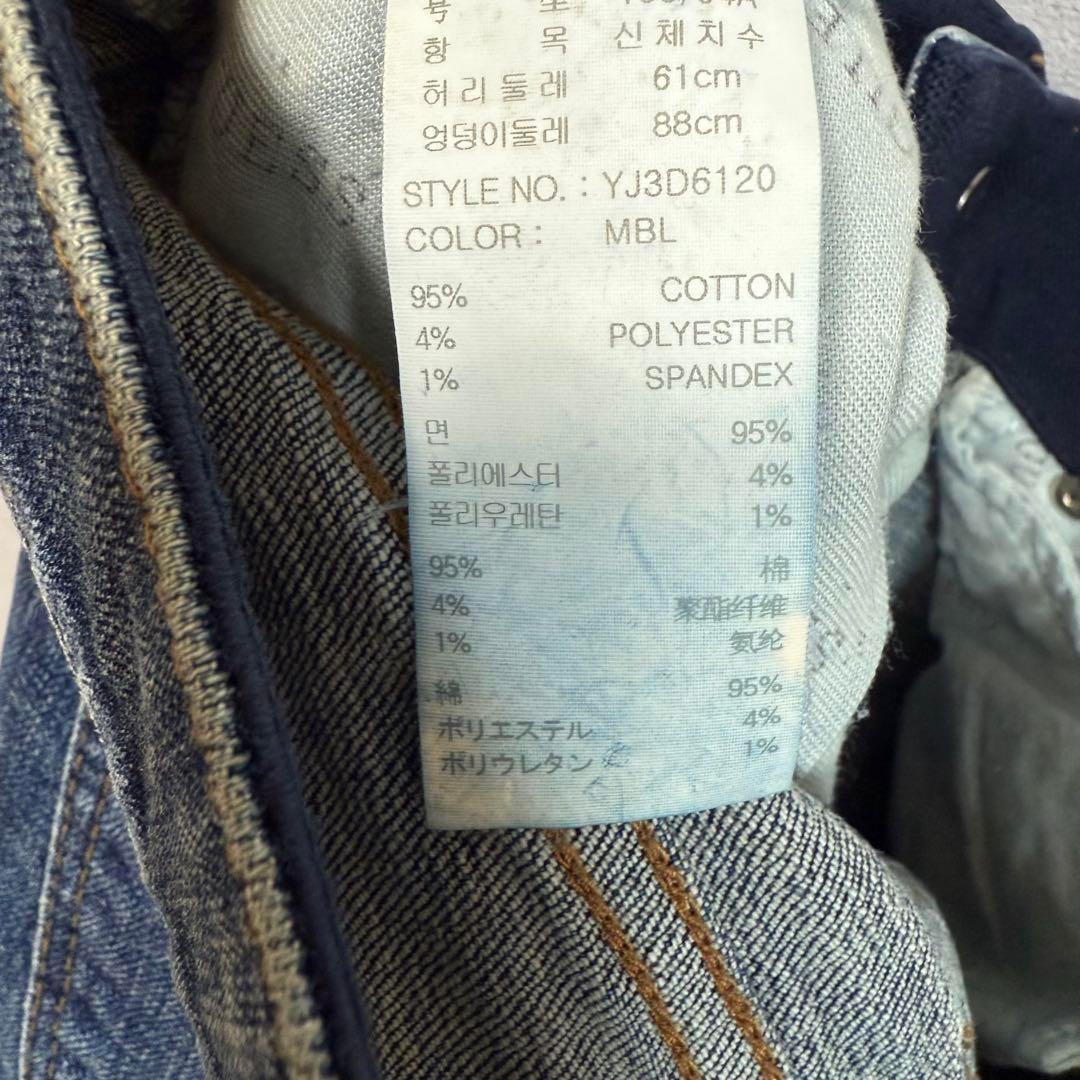 항 목 신체치수
허리둘레 61cm
엉덩이둘레 88cm
STYLE NO. : YJ3D6120
COLOR : MBL
95% COTTON
4% POLYESTER
1% SPANDEX
면 95%
폴리에스터 4%
폴리우레탄 1%
95% 棉
4% 聚酯纤维
1% 氨纶
綿 95%
ポリエステル 4%
ポリウレタン 1%